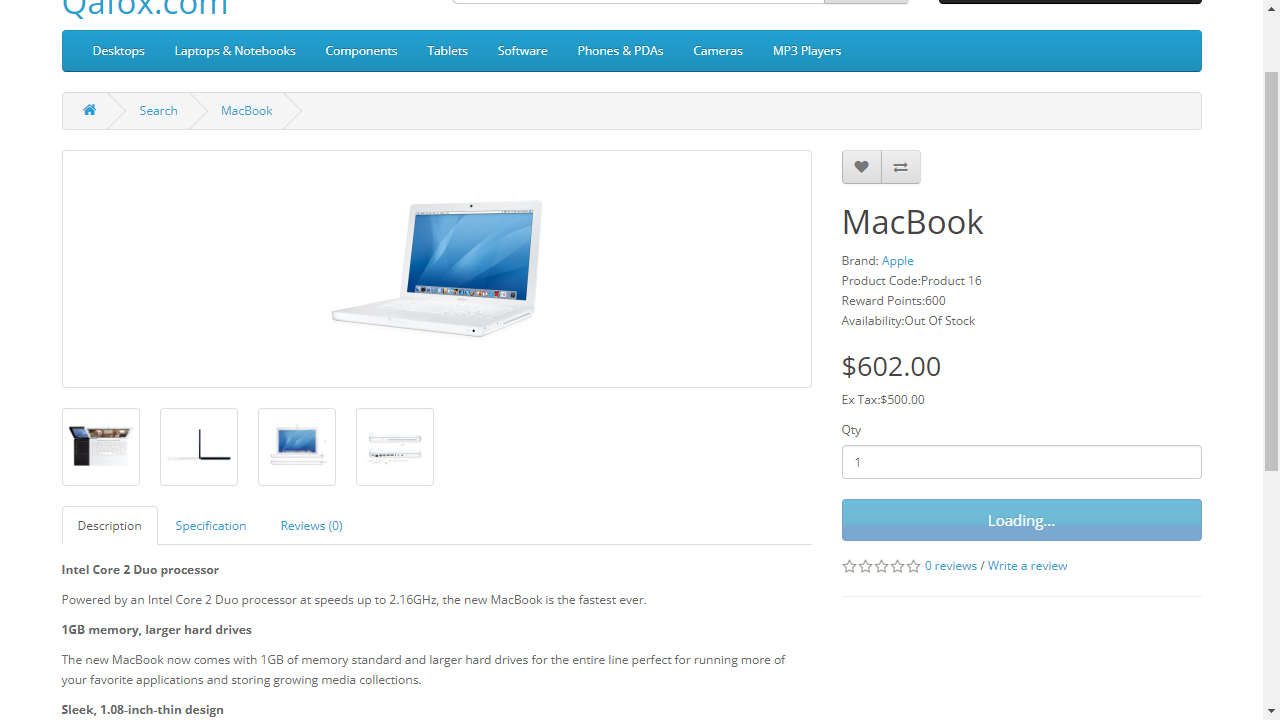 Qafox.com
Desktops Laptops & Notebooks Components Tablets Software Phones & PDAs Cameras MP3 Players
Search MacBook
MacBook
Brand: Apple
Product Code:Product 16
Reward Points:600
Availability:Out Of Stock
$602.00
Ex Tax:$500.00
Qty
1
Loading...
0 reviews / Write a review
Description Specification Reviews (0)
Intel Core 2 Duo processor
Powered by an Intel Core 2 Duo processor at speeds up to 2.16GHz, the new MacBook is the fastest ever.
1GB memory, larger hard drives
The new MacBook now comes with 1GB of memory standard and larger hard drives for the entire line perfect for running more of
your favorite applications and storing growing media collections.
Sleek, 1.08-inch-thin design